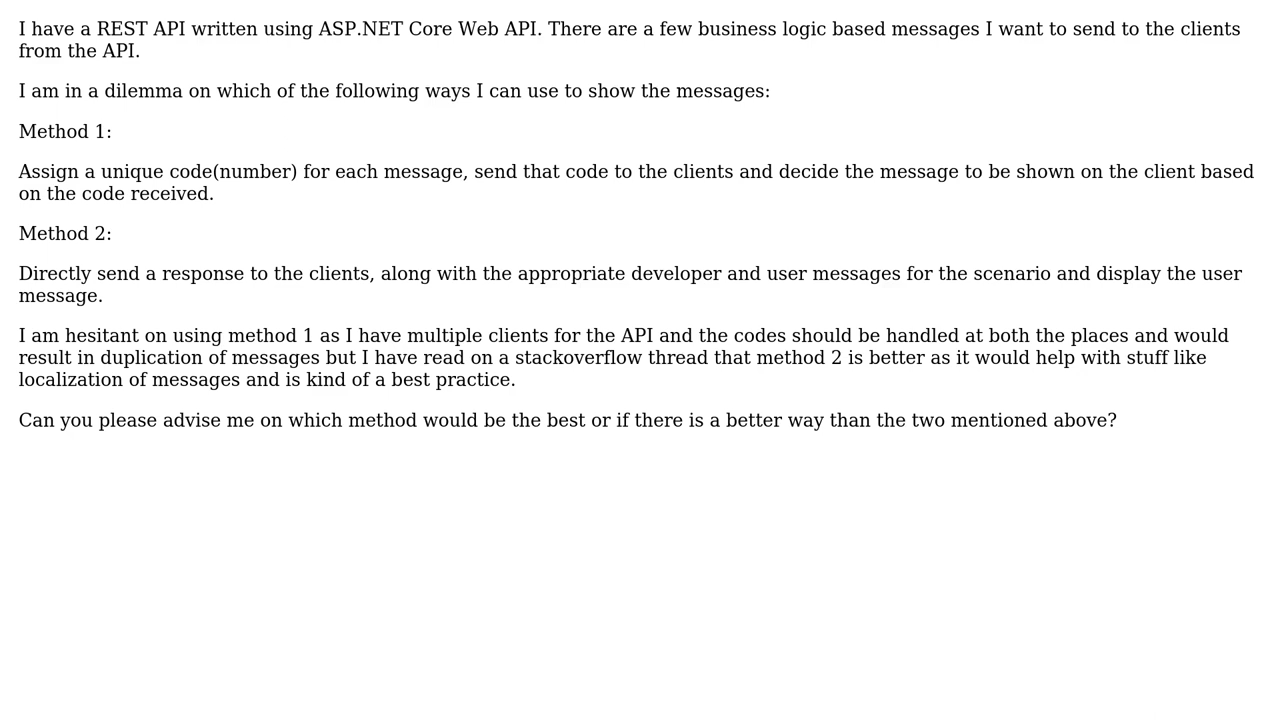 I have a REST API written using ASP.NET Core Web API. There are a few business logic based messages I want to send to the clients
from the API.
I am in a dilemma on which of the following ways I can use to show the messages:
Method 1:
Assign a unique code(number) for each message, send that code to the clients and decide the message to be shown on the client based
on the code received.
Method 2:
Directly send a response to the clients, along with the appropriate developer and user messages for the scenario and display the user
message.
I am hesitant on using method 1 as I have multiple clients for the API and the codes should be handled at both the places and would
result in duplication of messages but I have read on a stackoverflow thread that method 2 is better as it would help with stuff like
localization of messages and is kind of a best practice.
Can you please advise me on which method would be the best or if there is a better way than the two mentioned above?